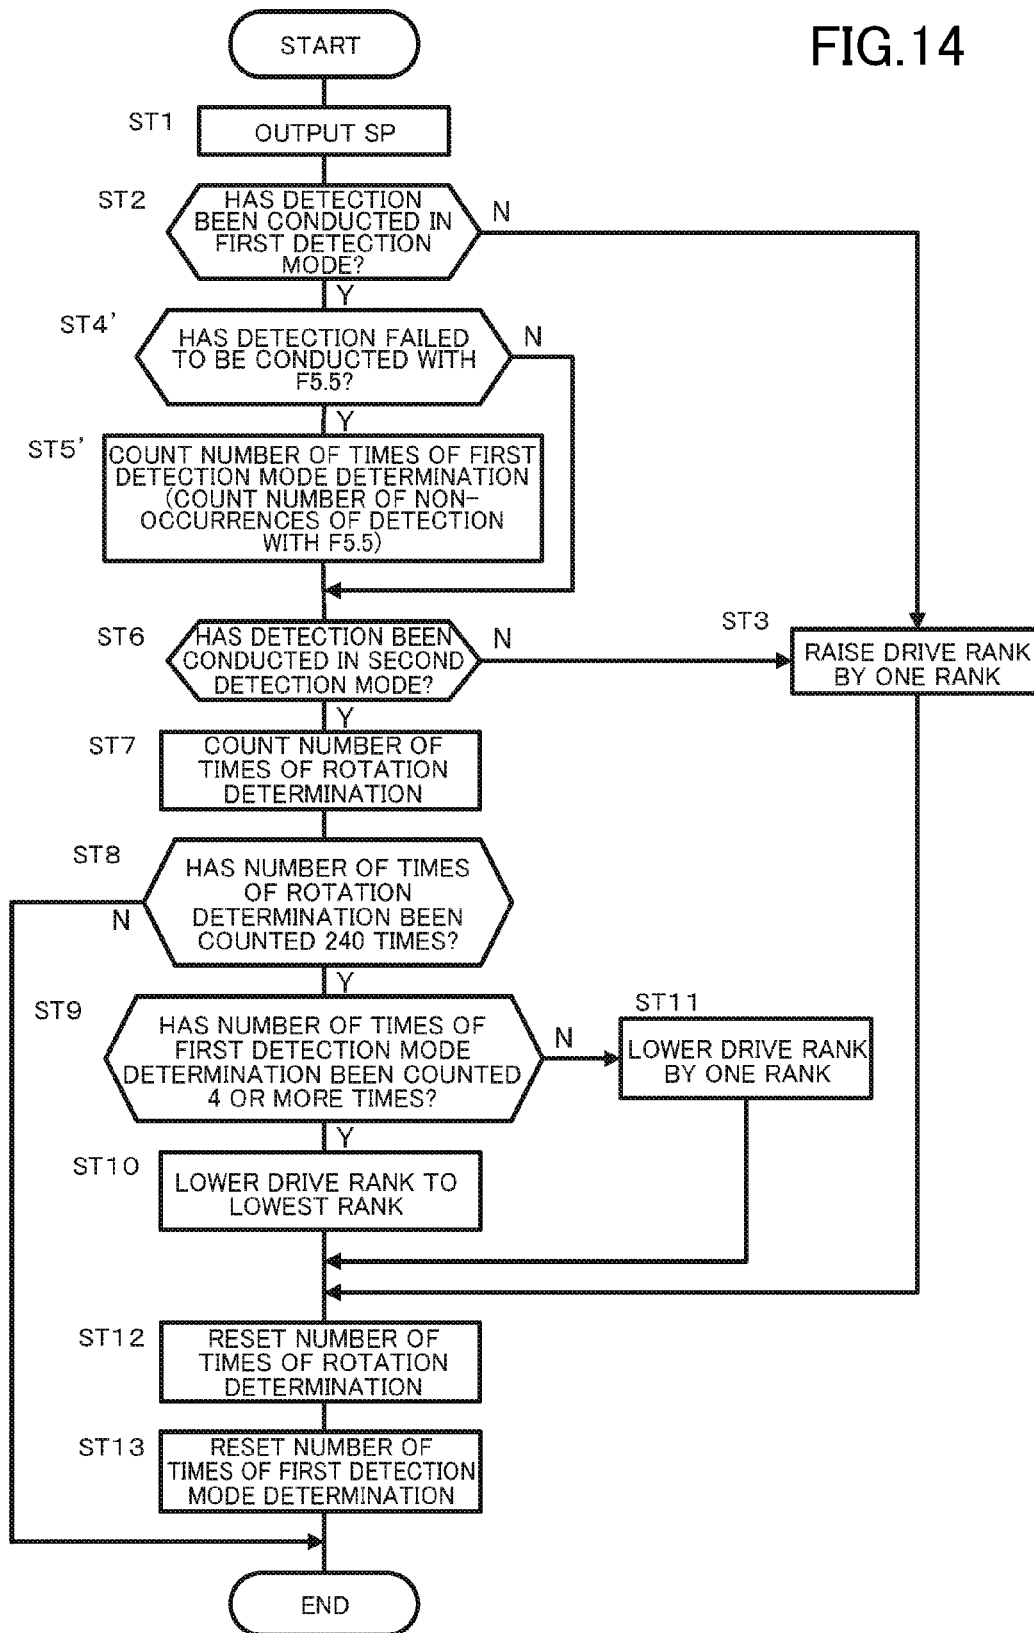 FIG.14
START
ST1
OUTPUT SP
ST2
HAS DETECTION
BEEN CONDUCTED IN
FIRST DETECTION
MODE?
N
Y
ST4'
HAS DETECTION FAILED
TO BE CONDUCTED WITH
F5.5?
N
Y
ST5'
COUNT NUMBER OF TIMES OF FIRST
DETECTION MODE DETERMINATION
(COUNT NUMBER OF NON-
OCCURRENCES OF DETECTION
WITH F5.5)
ST6
HAS DETECTION BEEN
CONDUCTED IN SECOND
DETECTION MODE?
N
Y
ST3
RAISE DRIVE RANK
BY ONE RANK
ST7
COUNT NUMBER OF
TIMES OF ROTATION
DETERMINATION
ST8
HAS NUMBER OF TIMES
OF ROTATION
DETERMINATION BEEN
COUNTED 240 TIMES?
N
Y
ST9
HAS NUMBER OF TIMES OF
FIRST DETECTION MODE
DETERMINATION BEEN COUNTED
4 OR MORE TIMES?
N
Y
ST11
LOWER DRIVE RANK
BY ONE RANK
ST10
LOWER DRIVE RANK TO
LOWEST RANK
ST12
RESET NUMBER OF
TIMES OF ROTATION
DETERMINATION
ST13
RESET NUMBER OF
TIMES OF FIRST DETECTION
MODE DETERMINATION
END